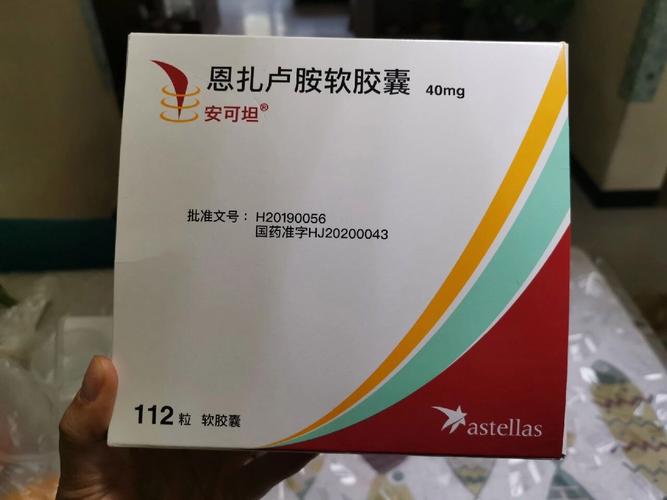 恩扎卢胺软胶囊 40mg
安可坦®
批准文号：H20190056
国药准字HJ20200043
112粒 软胶囊
astellas